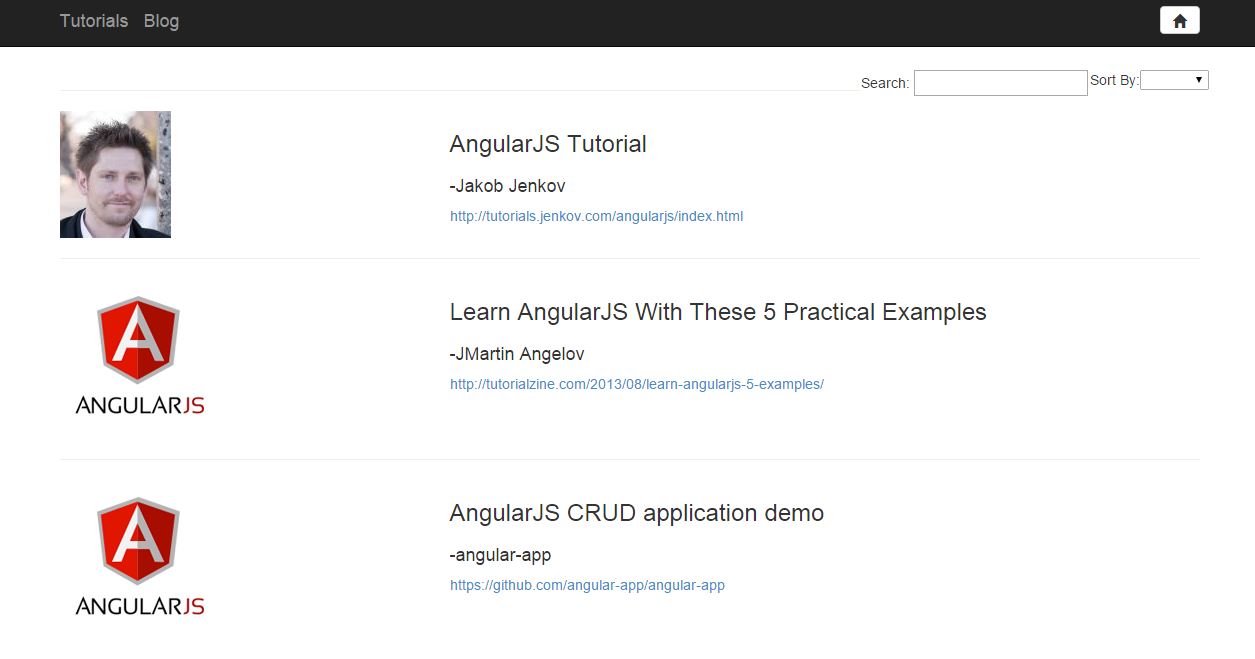 Tutorials Blog
Search: Sort By:
AngularJS Tutorial
-Jakob Jenkov
http://tutorials.jenkov.com/angularjs/index.html
ANGULARJS
Learn AngularJS With These 5 Practical Examples
-JMartin Angelov
http://tutorialzine.com/2013/08/learn-angularjs-5-examples/
ANGULARJS
AngularJS CRUD application demo
-angular-app
https://github.com/angular-app/angular-app